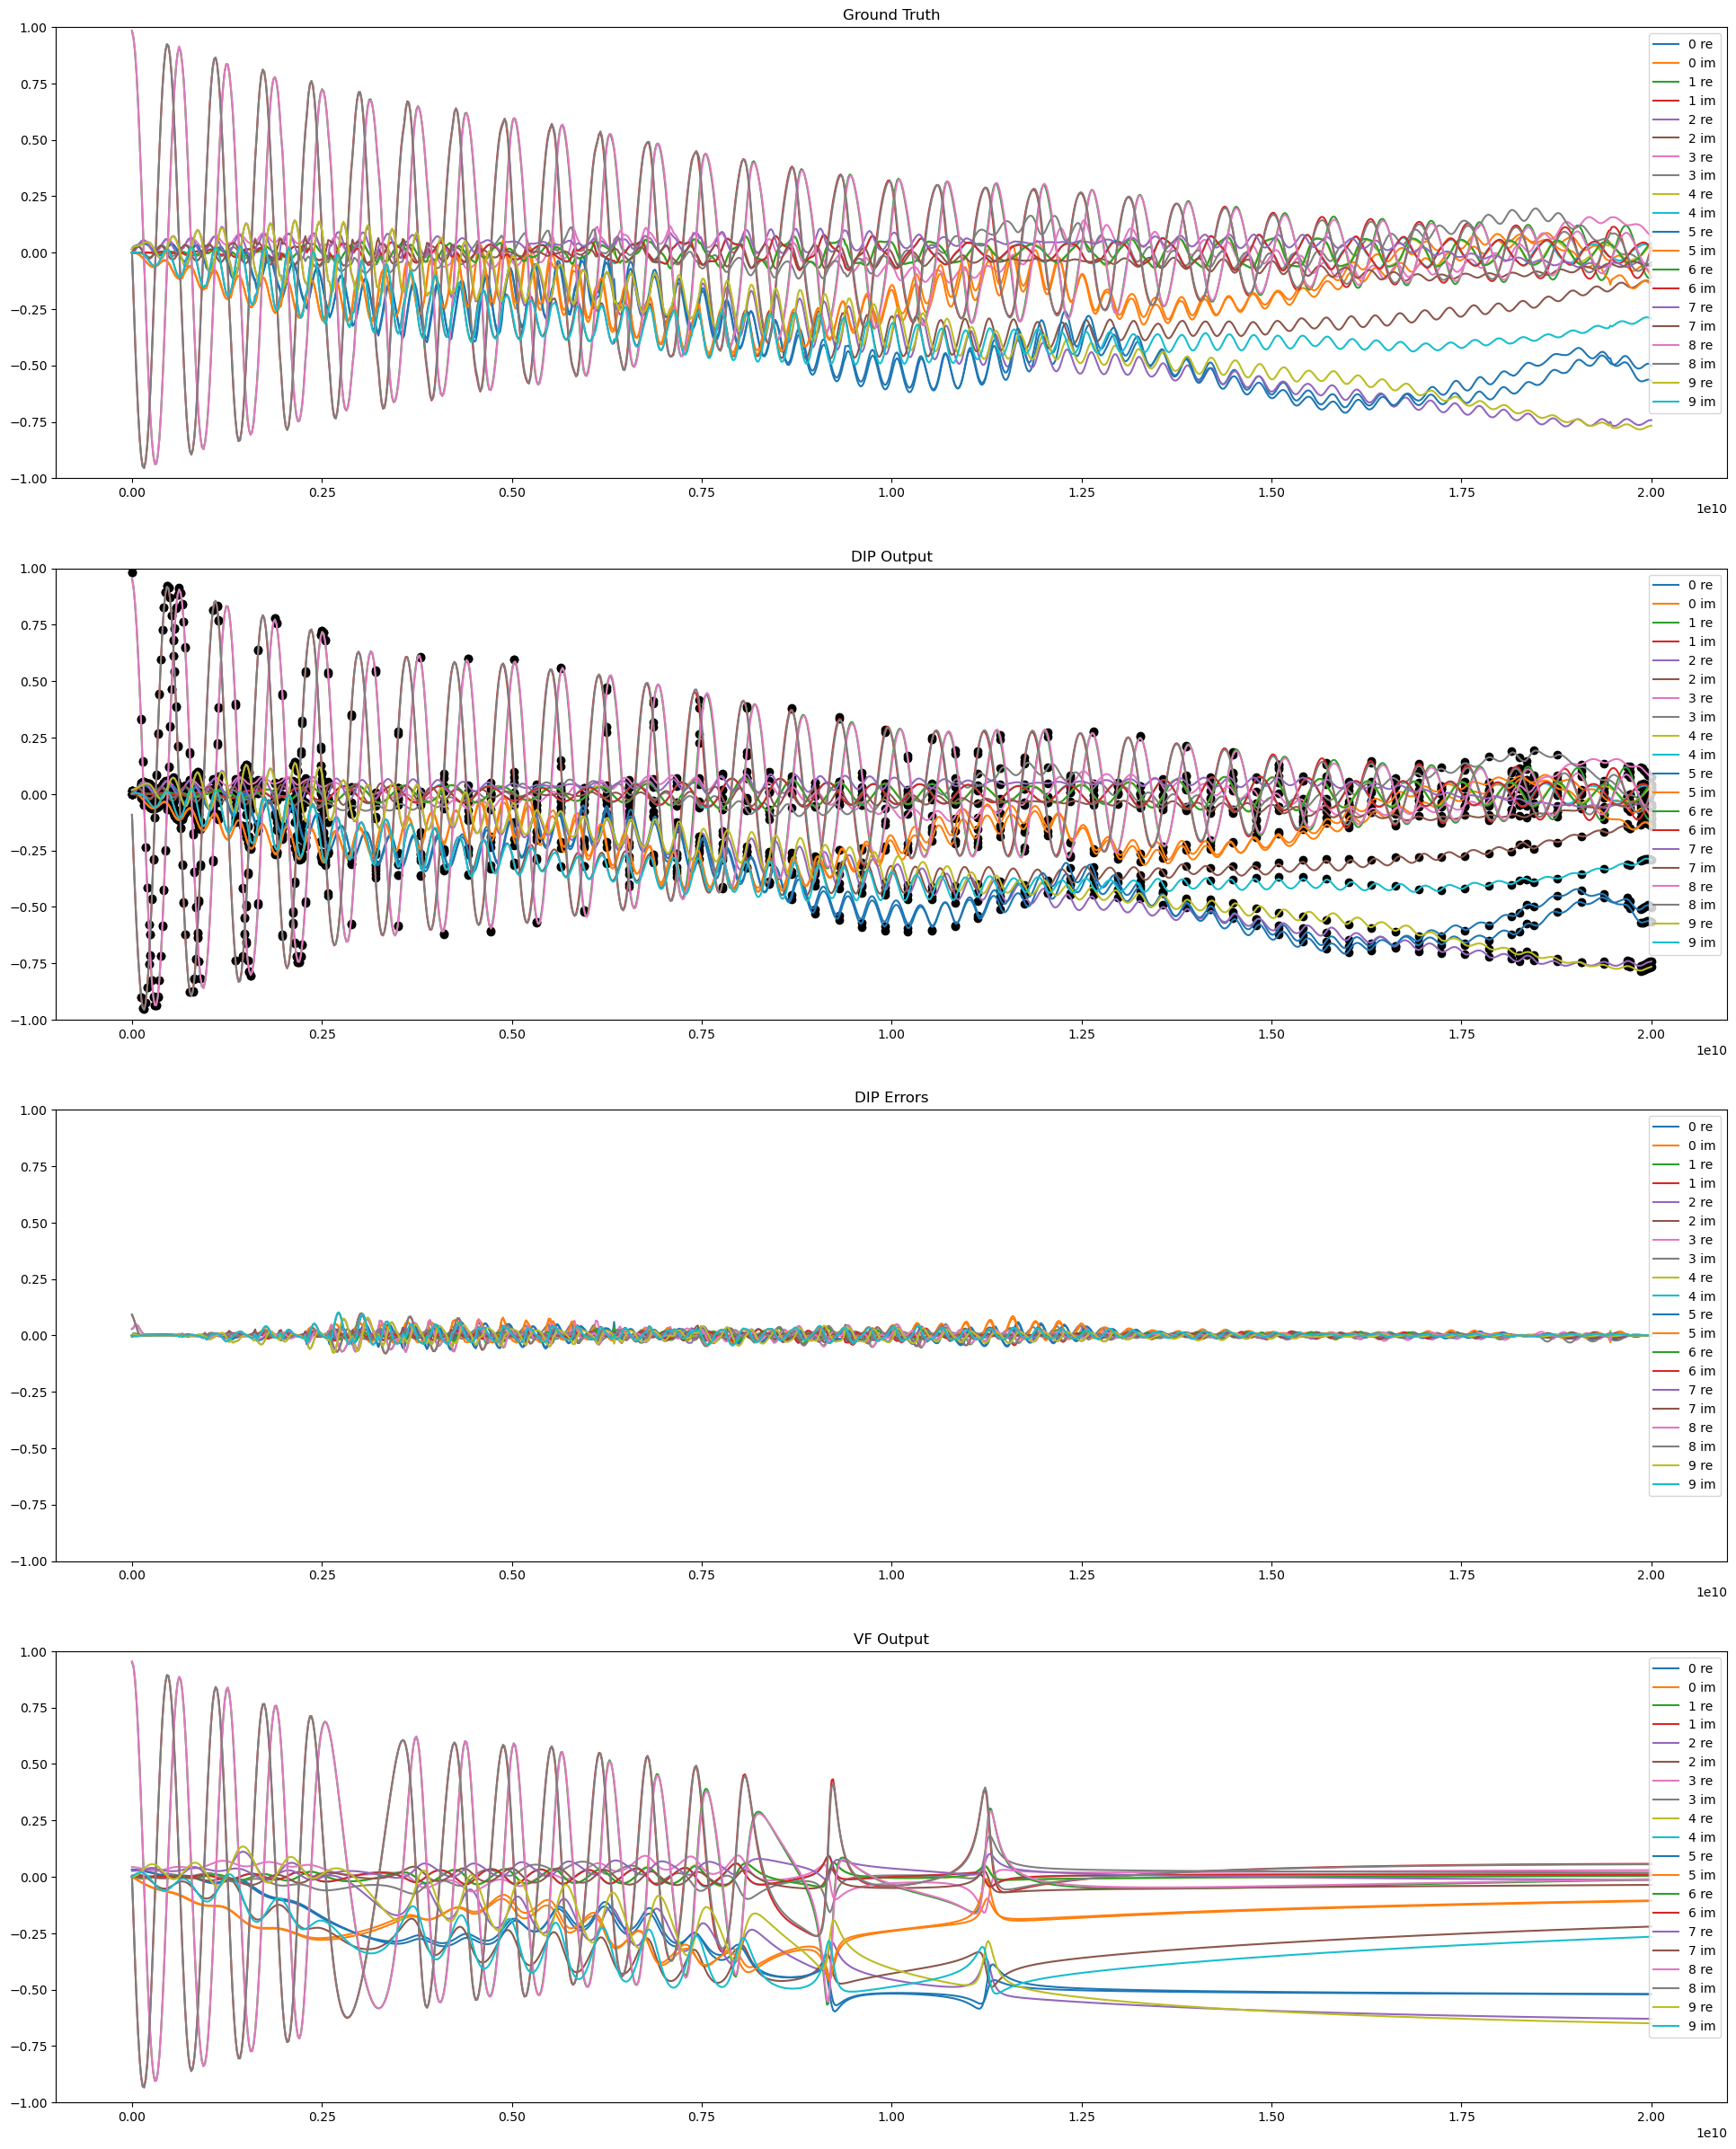 Ground Truth
1.00
0.75
0.50
0.25
0.00
−0.25
−0.50
−0.75
−1.00
0 re
0 im
1 re
1 im
2 re
2 im
3 re
3 im
4 re
4 im
5 re
5 im
6 re
6 im
7 re
7 im
8 re
8 im
9 re
9 im
0.00 0.25 0.50 0.75 1.00 1.25 1.50 1.75 2.00
1e10
DIP Output
1.00
0.75
0.50
0.25
0.00
−0.25
−0.50
−0.75
−1.00
0 re
0 im
1 re
1 im
2 re
2 im
3 re
3 im
4 re
4 im
5 re
5 im
6 re
6 im
7 re
7 im
8 re
8 im
9 re
9 im
0.00 0.25 0.50 0.75 1.00 1.25 1.50 1.75 2.00
1e10
DIP Errors
1.00
0.75
0.50
0.25
0.00
−0.25
−0.50
−0.75
−1.00
0 re
0 im
1 re
1 im
2 re
2 im
3 re
3 im
4 re
4 im
5 re
5 im
6 re
6 im
7 re
7 im
8 re
8 im
9 re
9 im
0.00 0.25 0.50 0.75 1.00 1.25 1.50 1.75 2.00
1e10
VF Output
1.00
0.75
0.50
0.25
0.00
−0.25
−0.50
−0.75
−1.00
0 re
0 im
1 re
1 im
2 re
2 im
3 re
3 im
4 re
4 im
5 re
5 im
6 re
6 im
7 re
7 im
8 re
8 im
9 re
9 im
0.00 0.25 0.50 0.75 1.00 1.25 1.50 1.75 2.00
1e10